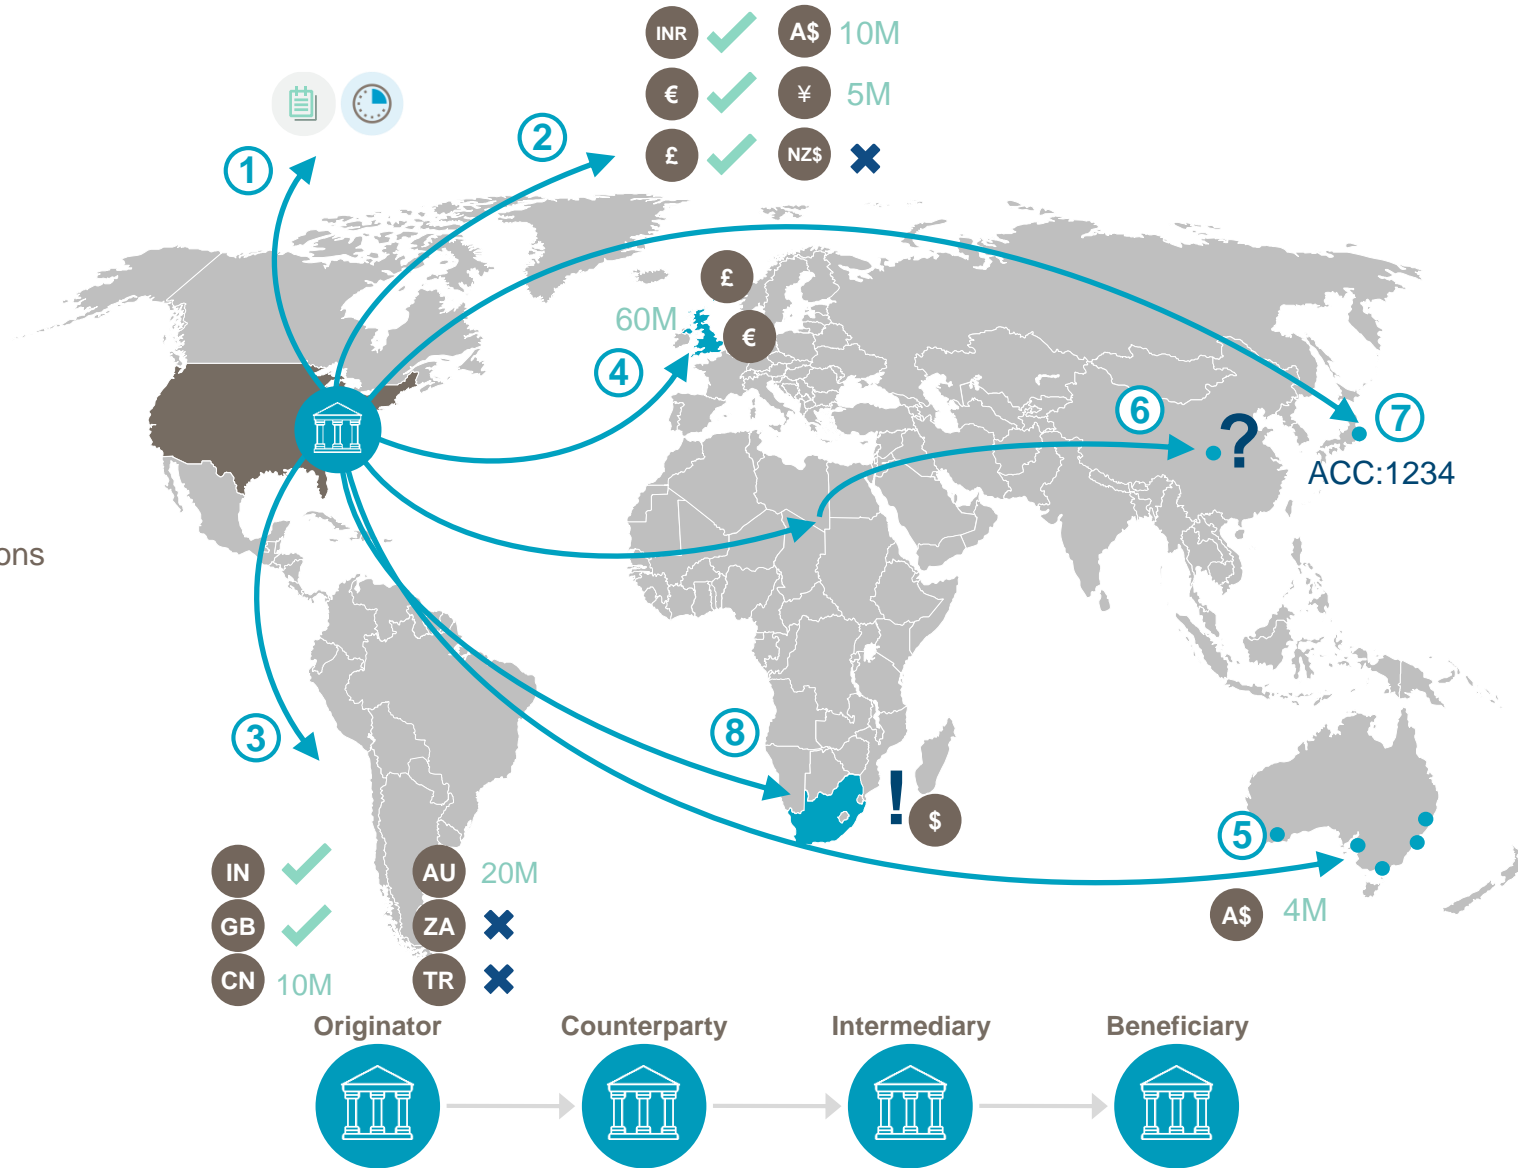 INR A$ 10M
€ ¥ 5M
£ NZ$
2
1
£
60M €
4
6
7
?
ACC:1234
ons
3
8
! $
5
IN AU 20M
GB ZA
CN 10M TR
A$ 4M
Originator Counterparty Intermediary Beneficiary